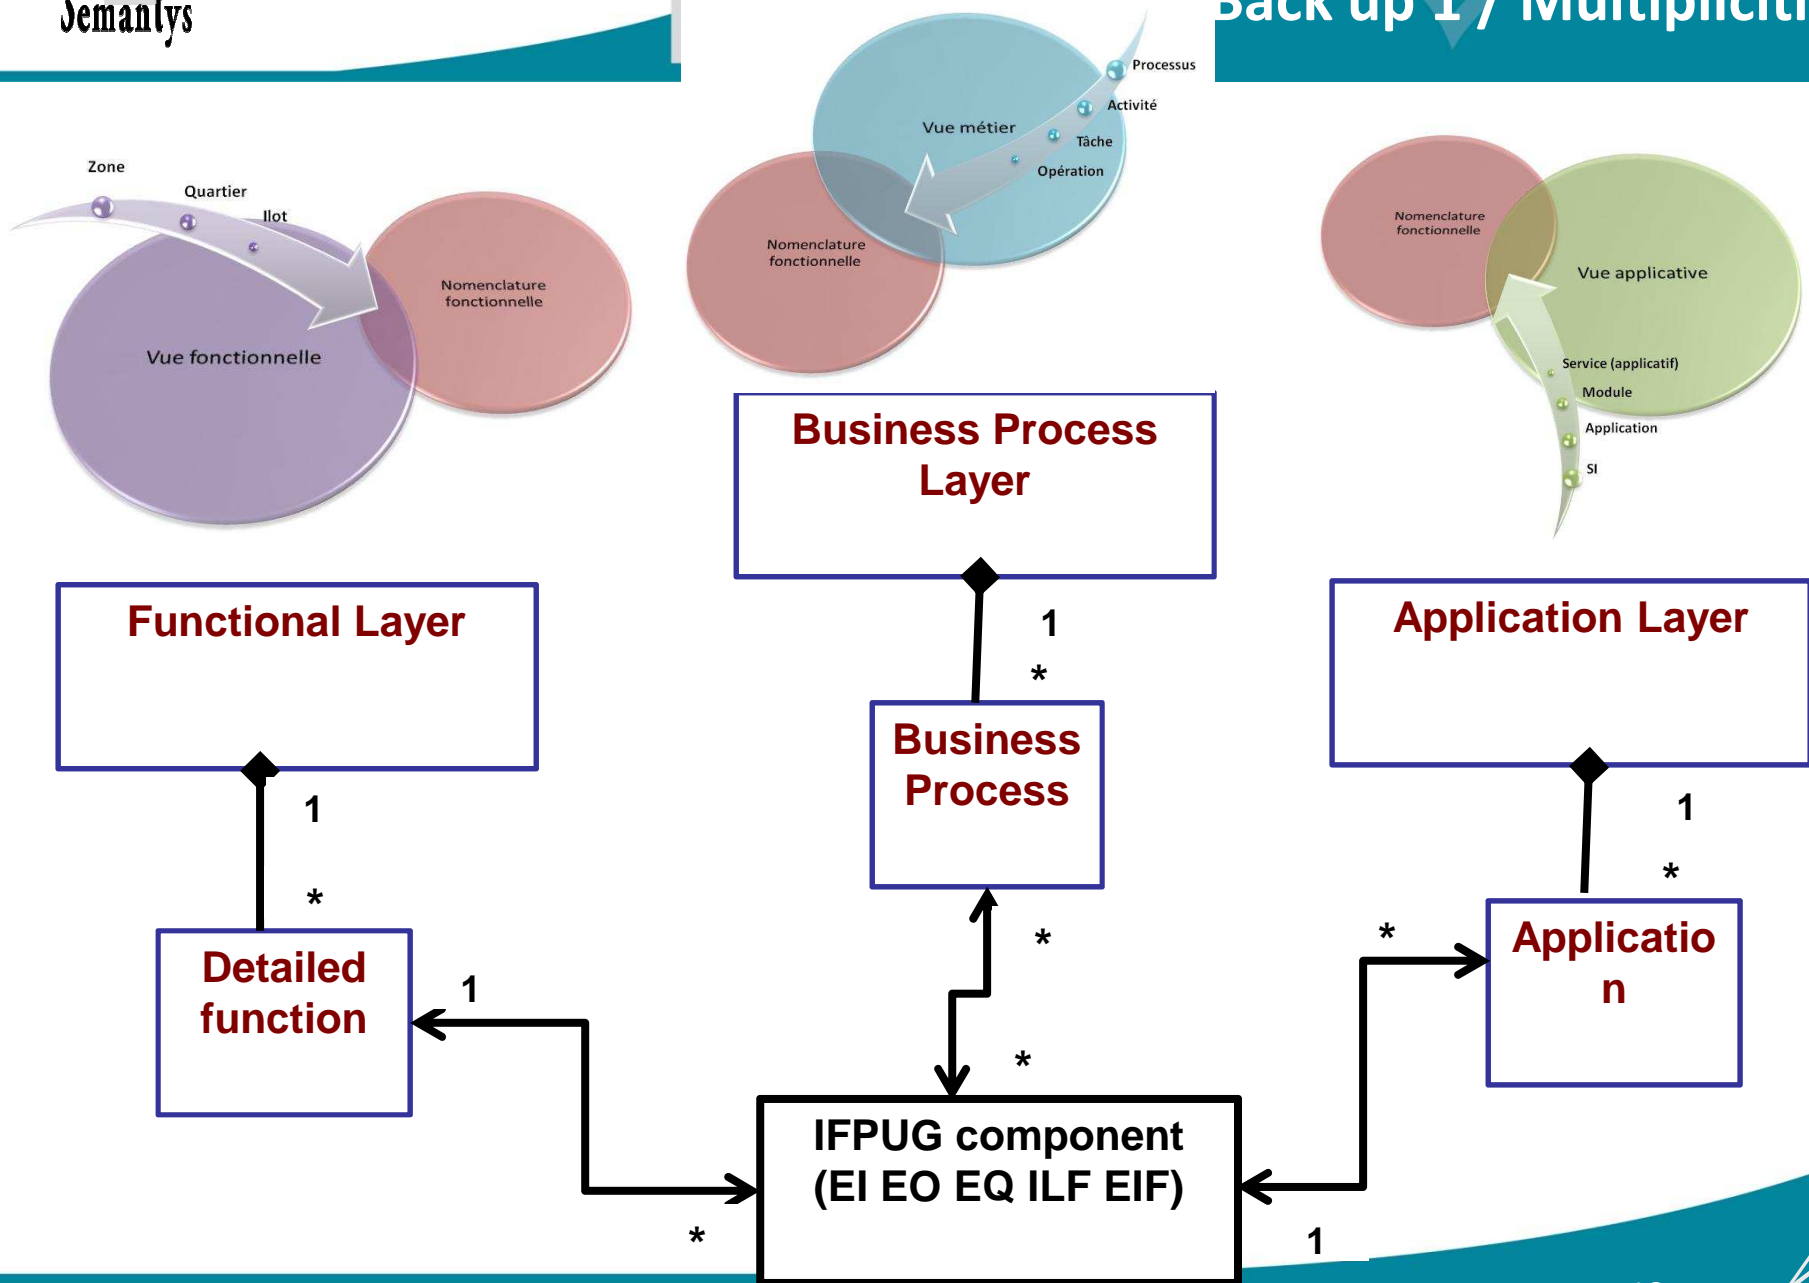 Semantys
Back up 1 / Multipliciti
Zone
Quartier
Ilot
Nomenclature
fonctionnelle
Vue fonctionnelle
Processus
Activité
Tâche
Opération
Vue métier
Nomenclature
fonctionnelle
Nomenclature
fonctionnelle
Vue applicative
Service (applicatif)
Module
Application
SI
Business Process
Layer
Functional Layer
Application Layer
1
*
1
*
1
*
Business
Process
Detailed
function
Applicatio
n
1
*
*
*
*
1
IFPUG component
(EI EO EQ ILF EIF)